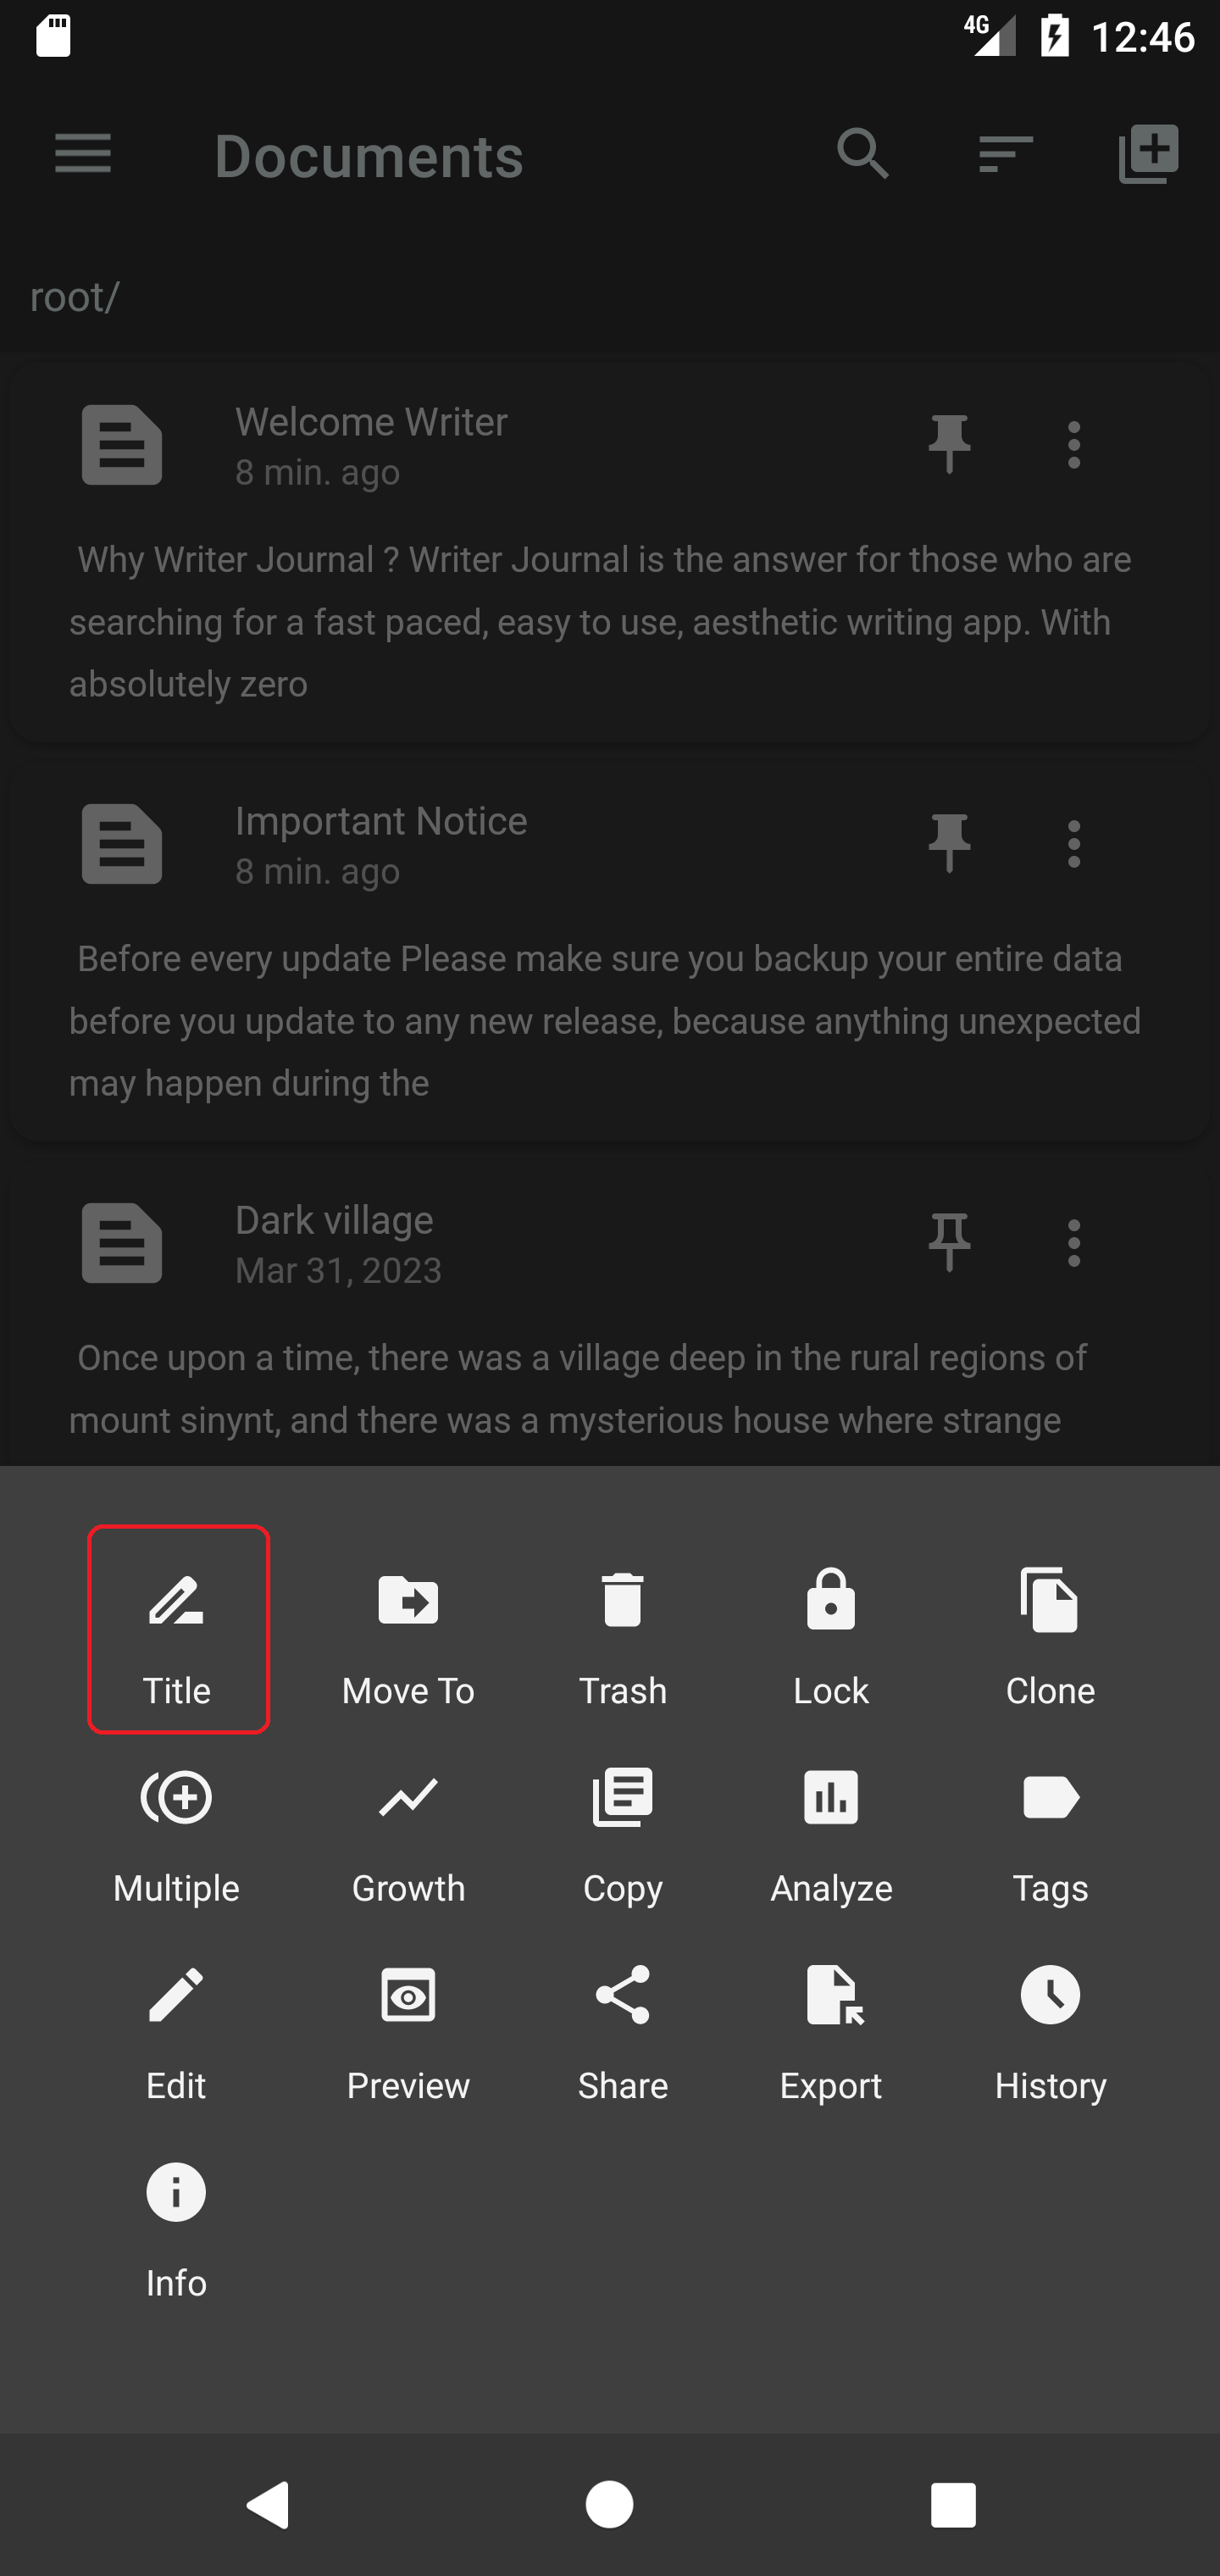 4G 12:46
Documents
root/
Welcome Writer
8 min. ago
Why Writer Journal ? Writer Journal is the answer for those who are
searching for a fast paced, easy to use, aesthetic writing app. With
absolutely zero
Important Notice
8 min. ago
Before every update Please make sure you backup your entire data
before you update to any new release, because anything unexpected
may happen during the
Dark village
Mar 31, 2023
Once upon a time, there was a village deep in the rural regions of
mount sinynt, and there was a mysterious house where strange
Title Move To Trash Lock Clone
Multiple Growth Copy Analyze Tags
Edit Preview Share Export History
Info